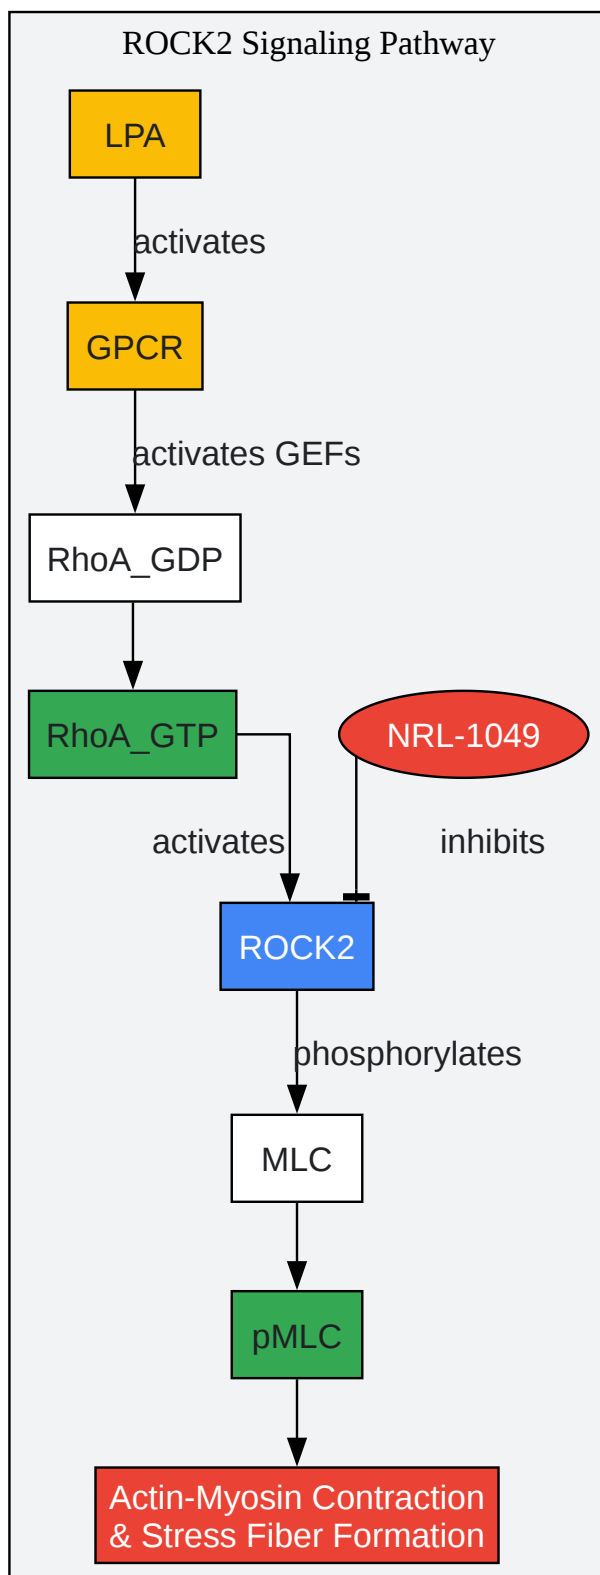 ROCK2 Signaling Pathway
LPA
activates
GPCR
activates GEFs
RhoA_GDP
RhoA_GTP
NRL-1049
activates
inhibits
ROCK2
phosphorylates
MLC
pMLC
Actin-Myosin Contraction
& Stress Fiber Formation